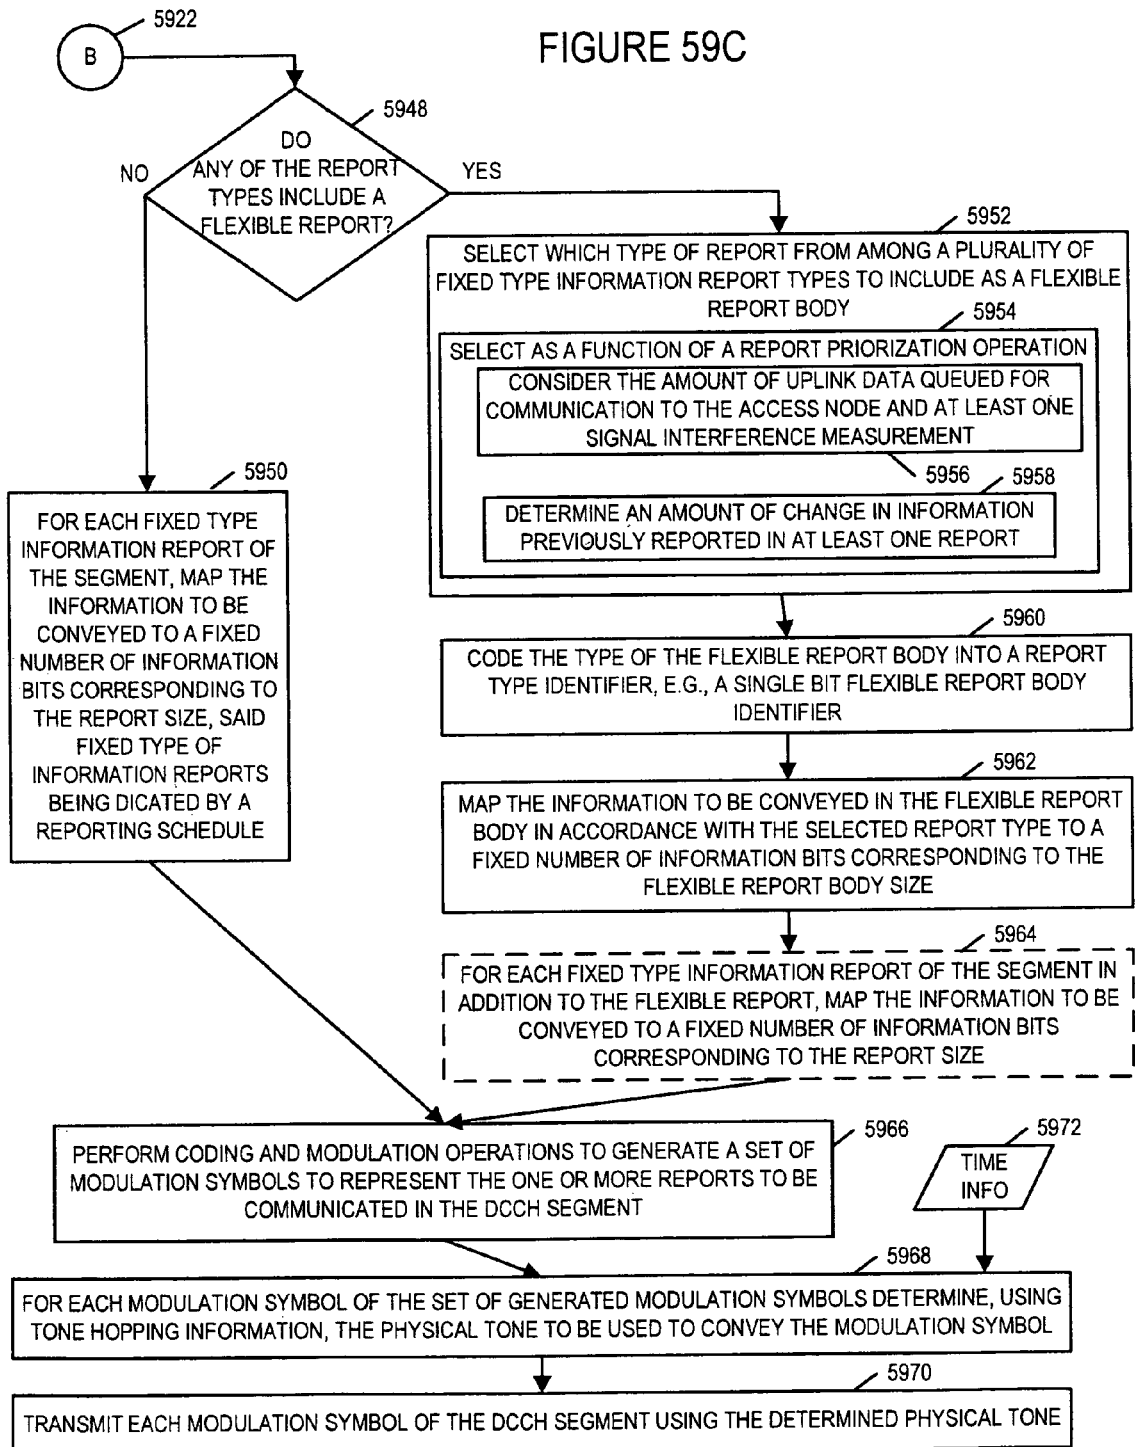 5922
B
FIGURE 59C
5948
DO
ANY OF THE REPORT
TYPES INCLUDE A
FLEXIBLE REPORT?
NO
YES
5952
SELECT WHICH TYPE OF REPORT FROM AMONG A PLURALITY OF
FIXED TYPE INFORMATION REPORT TYPES TO INCLUDE AS A FLEXIBLE
REPORT BODY
5954
SELECT AS A FUNCTION OF A REPORT PRIORIZATION OPERATION
CONSIDER THE AMOUNT OF UPLINK DATA QUEUED FOR
COMMUNICATION TO THE ACCESS NODE AND AT LEAST ONE
SIGNAL INTERFERENCE MEASUREMENT
5956
5958
DETERMINE AN AMOUNT OF CHANGE IN INFORMATION
PREVIOUSLY REPORTED IN AT LEAST ONE REPORT
5950
FOR EACH FIXED TYPE
INFORMATION REPORT OF
THE SEGMENT, MAP THE
INFORMATION TO BE
CONVEYED TO A FIXED
NUMBER OF INFORMATION
BITS CORRESPONDING TO
THE REPORT SIZE, SAID
FIXED TYPE OF
INFORMATION REPORTS
BEING DICATED BY A
REPORTING SCHEDULE
5960
CODE THE TYPE OF THE FLEXIBLE REPORT BODY INTO A REPORT
TYPE IDENTIFIER, E.G., A SINGLE BIT FLEXIBLE REPORT BODY
IDENTIFIER
5962
MAP THE INFORMATION TO BE CONVEYED IN THE FLEXIBLE REPORT
BODY IN ACCORDANCE WITH THE SELECTED REPORT TYPE TO A
FIXED NUMBER OF INFORMATION BITS CORRESPONDING TO THE
FLEXIBLE REPORT BODY SIZE
5964
FOR EACH FIXED TYPE INFORMATION REPORT OF THE SEGMENT IN
ADDITION TO THE FLEXIBLE REPORT, MAP THE INFORMATION TO BE
CONVEYED TO A FIXED NUMBER OF INFORMATION BITS
CORRESPONDING TO THE REPORT SIZE
5966
PERFORM CODING AND MODULATION OPERATIONS TO GENERATE A SET OF
MODULATION SYMBOLS TO REPRESENT THE ONE OR MORE REPORTS TO BE
COMMUNICATED IN THE DCCH SEGMENT
5972
TIME
INFO
5968
FOR EACH MODULATION SYMBOL OF THE SET OF GENERATED MODULATION SYMBOLS DETERMINE, USING
TONE HOPPING INFORMATION, THE PHYSICAL TONE TO BE USED TO CONVEY THE MODULATION SYMBOL
5970
TRANSMIT EACH MODULATION SYMBOL OF THE DCCH SEGMENT USING THE DETERMINED PHYSICAL TONE